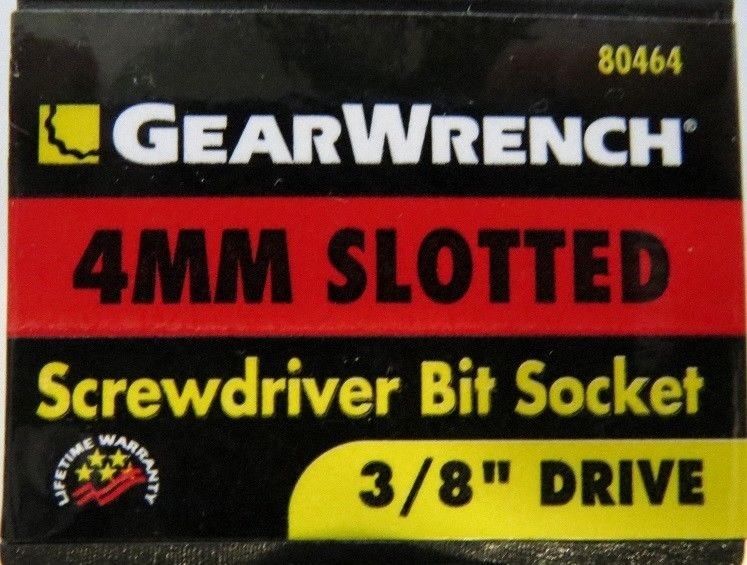 80464
GEARWRENCH®
4MM SLOTTED
Screwdriver Bit Socket
LIFETIME WARRANTY
3/8" DRIVE